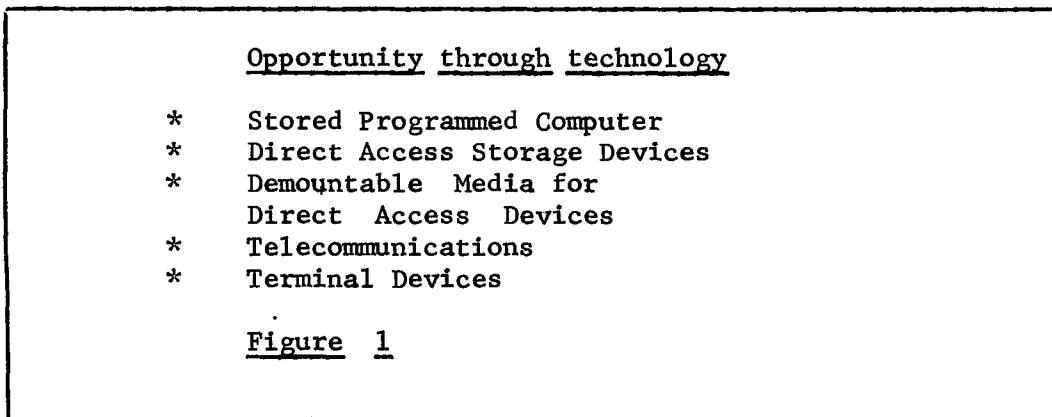 Opportunity through technology
* Stored Programmed Computer
* Direct Access Storage Devices
* Demountable Media for
Direct Access Devices
* Telecommunications
* Terminal Devices
Figure 1